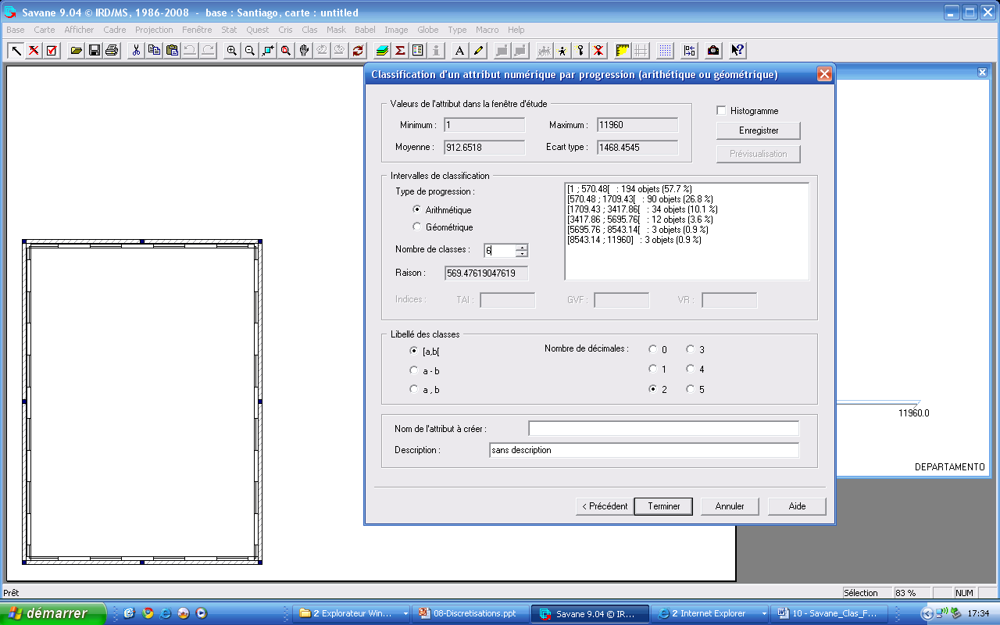 Savane 9.04 © IRD/MS, 1986-2008 - base : Santiago, carte : untitled
Base Carte Afficher Cadre Projection Fenêtre Stat Quest Cris Clas Mask Babel Image Globe Type Macro Help
Classification d'un attribut numérique par progression (arithétique ou géométrique)
Valeurs de l'attribut dans la fenêtre d'étude
Minimum : 1 Maximum : 11960
Moyenne : 912.6518 Ecart type : 1468.4545
Histogramme
Enregistrer
Prévisualisation
Intervalles de classification
Type de progression :
Arithmétique
Géométrique
Nombre de classes : 6
Raison : 569.47619047619
[1 ; 570.48[ : 194 objets (57.7 %)
[570.48 ; 1709.43[ : 90 objets (26.8 %)
[1709.43 ; 3417.86[ : 34 objets (10.1 %)
[3417.86 ; 5695.76[ : 12 objets (3.6 %)
[5695.76 ; 8543.14[ : 3 objets (0.9 %)
[8543.14 ; 11960] : 3 objets (0.9 %)
Indices : TAI : GVF : VR :
Libellé des classes
[a,b[
a - b
a , b
Nombre de décimales : 0 3
1 4
2 5
Nom de l'attribut à créer :
Description : sans description
< Précédent Terminer Annuler Aide
11960.0
DEPARTAMENTO
Prêt Sélection 83 % NUM
démarrer 2 Explorateur Win... 08-Discretisations.ppt Savane 9.04 © IR... 2 Internet Explorer 10 - Savane_Clas_F... 17:34